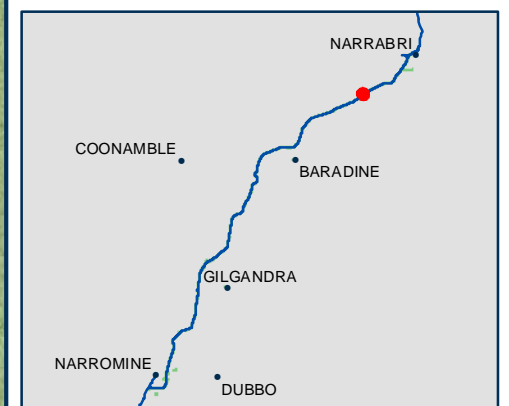 NARRABRI
COONAMBLE
BARADINE
GILGANDRA
NARROMINE
DUBBO